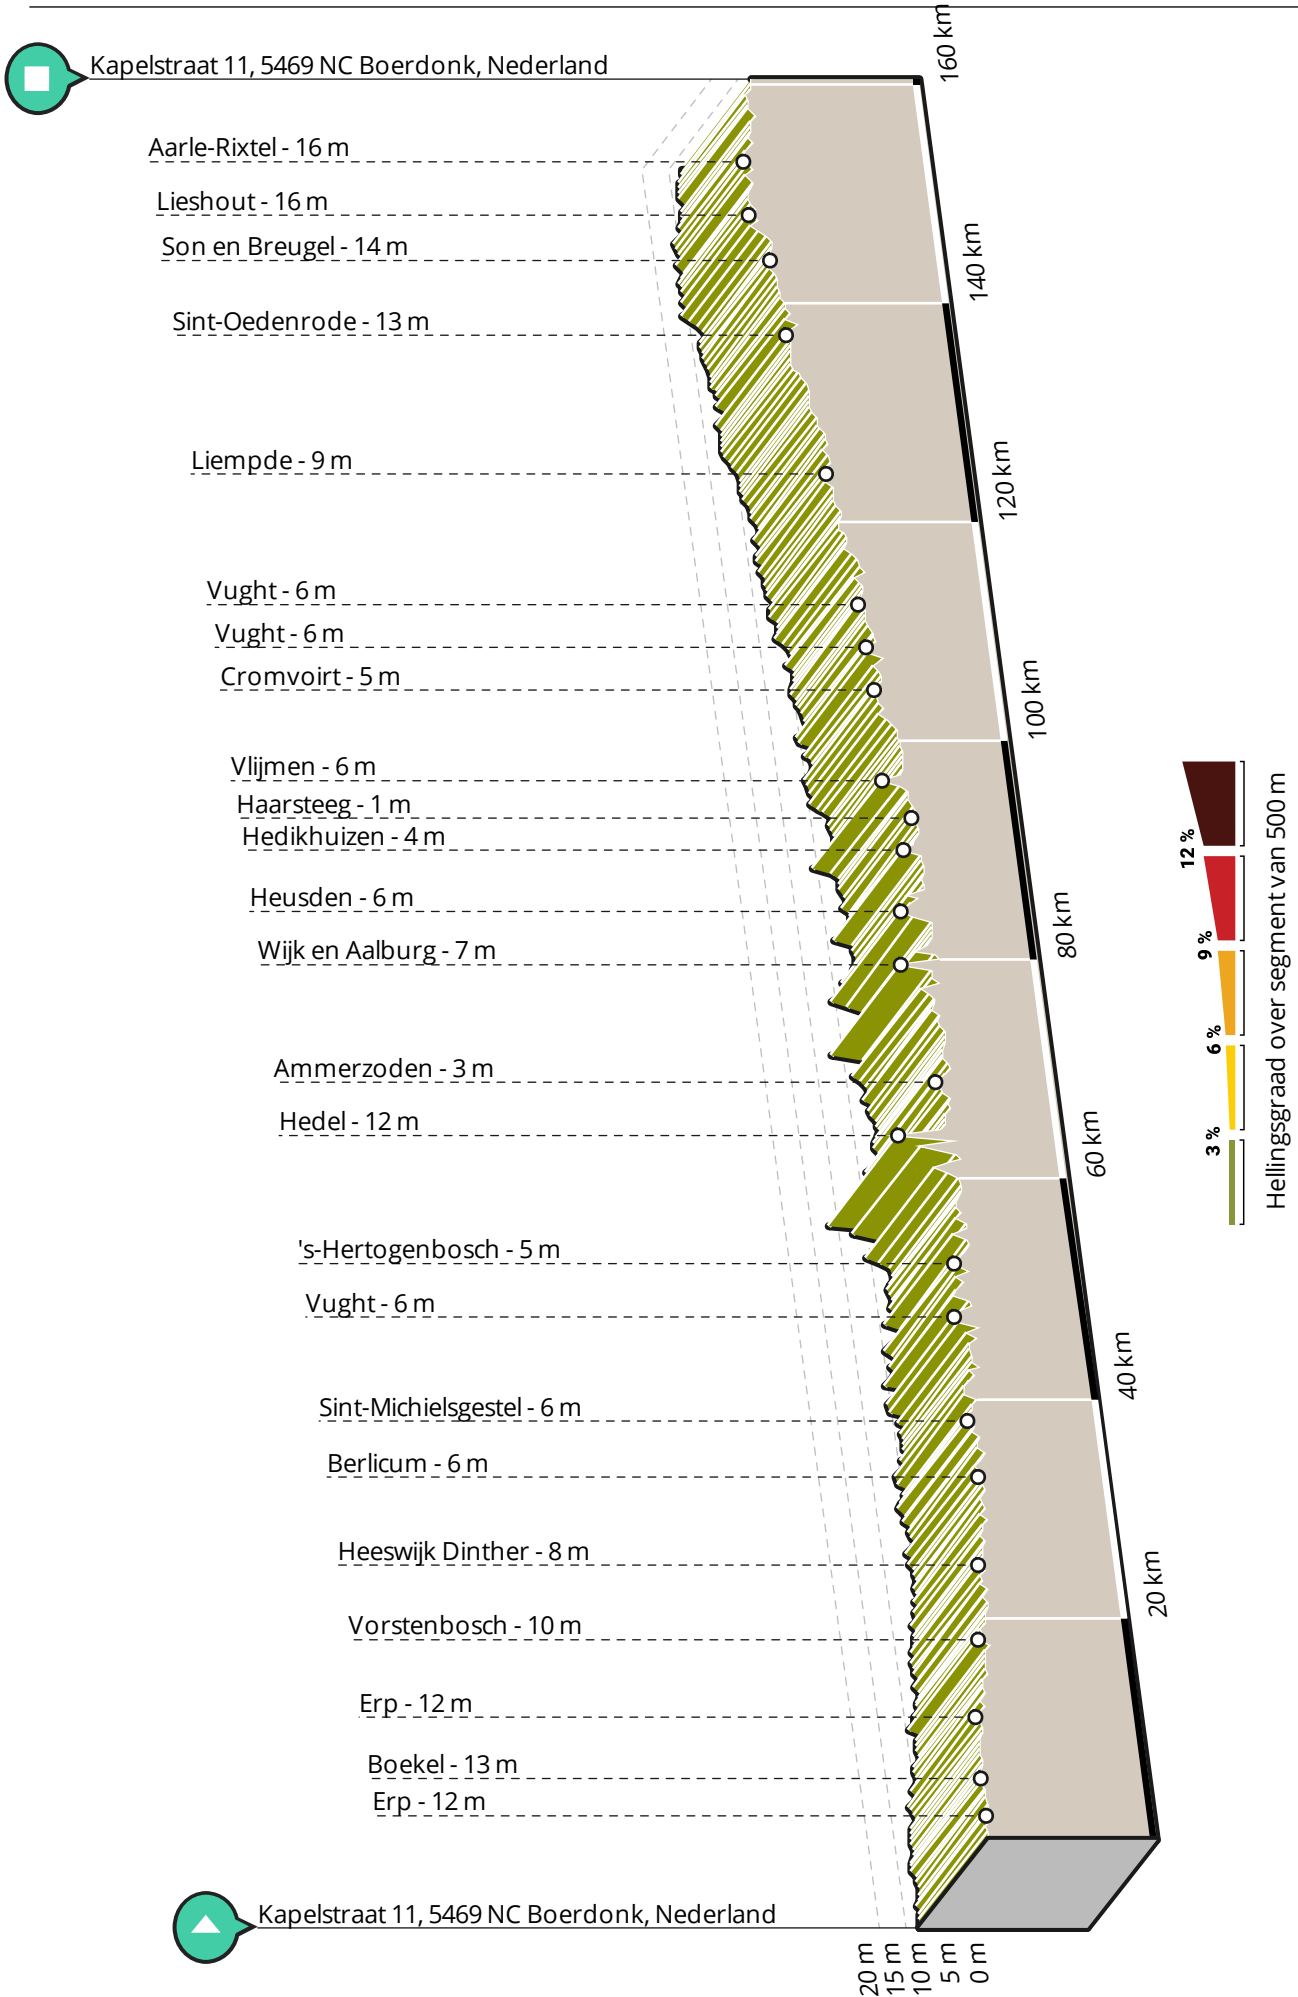 Kapelstraat 11, 5469 NC Boerdonk, Nederland
Aarle-Rixtel - 16 m
Lieshout - 16 m
Son en Breugel - 14 m
Sint-Oedenrode - 13 m
Liempde - 9 m
Vught - 6 m
Vught - 6 m
Cromvoirt - 5 m
Vlijmen - 6 m
Haarsteeg - 1 m
Hedikhuizen - 4 m
Heusden - 6 m
Wijk en Aalburg - 7 m
Ammerzoden - 3 m
Hedel - 12 m
's-Hertogenbosch - 5 m
Vught - 6 m
Sint-Michielsgestel - 6 m
Berlicum - 6 m
Heeswijk Dinther - 8 m
Vorstenbosch - 10 m
Erp - 12 m
Boekel - 13 m
Erp - 12 m
Kapelstraat 11, 5469 NC Boerdonk, Nederland
160 km
140 km
120 km
100 km
80 km
60 km
40 km
20 km
20 m
15 m
10 m
5 m
0 m
12 %
9 %
6 %
3 %
Hellingsgraad over segment van 500 m